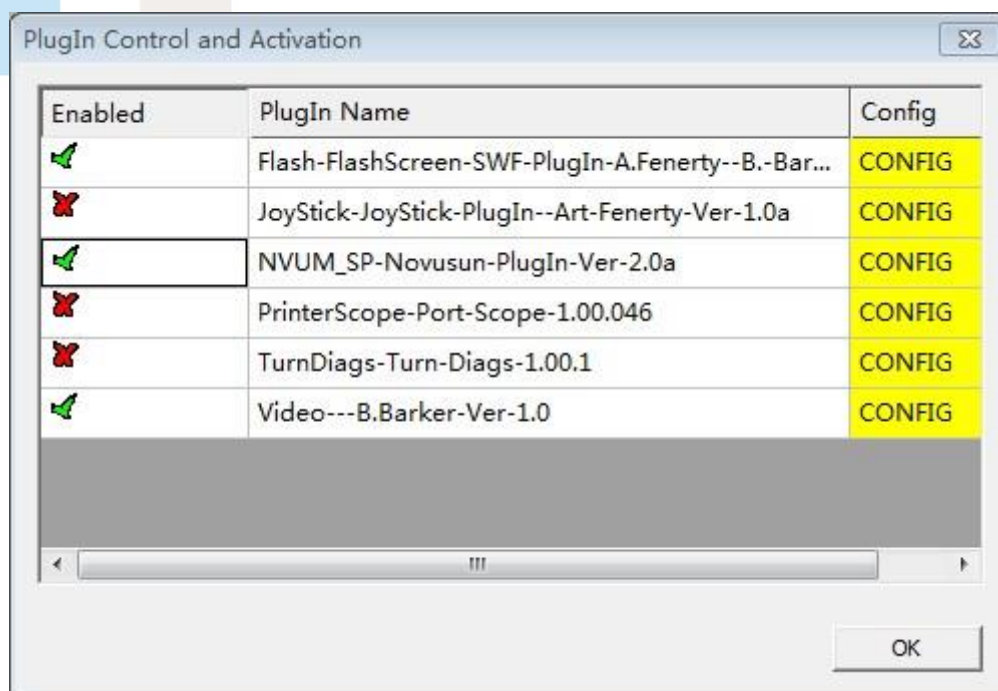 PlugIn Control and Activation
Enabled PlugIn Name Config
Flash-FlashScreen-SWF-PlugIn-A.Fenerty--B.-Bar... CONFIG
JoyStick-JoyStick-PlugIn--Art-Fenerty-Ver-1.0a CONFIG
NVUM_SP-Novusun-PlugIn-Ver-2.0a CONFIG
PrinterScope-Port-Scope-1.00.046 CONFIG
TurnDiags-Turn-Diags-1.00.1 CONFIG
Video---B.Barker-Ver-1.0 CONFIG
OK